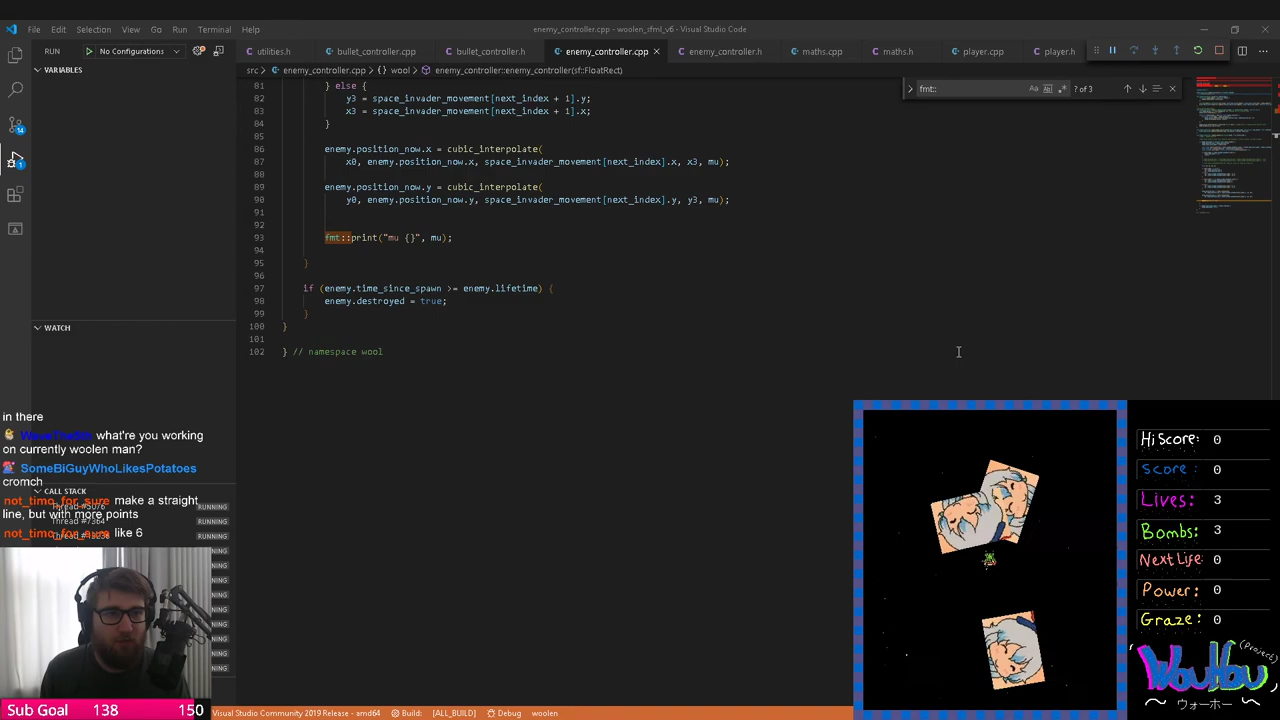 File Edit Selection View Go Run Terminal Help
enemy_controller.cpp - woolen_sfml_v6 - Visual Studio Code
RUN No Configurations
utilities.h bullet_controller.cpp bullet_controller.h enemy_controller.cpp enemy_controller.h maths.cpp maths.h player.cpp player.h
src > enemy_controller.cpp > {} wool > enemy_controller::enemy_controller(sf::FloatRect)
VARIABLES
fmt:: Aa ? of 3
81 } else {
82 x3 = space_invader_movement[next_index + 1].x;
83 y3 = space_invader_movement[next_index + 1].y;
84 }
85
86 enemy.position_now.x = cubic_interpolate(
87 enemy.position_now.x, space_invader_movement[next_index].x, x3, mu);
88
89 enemy.position_now.y = cubic_interpolate(
90 enemy.position_now.y, space_invader_movement[next_index].y, y3, mu);
91
92
93 fmt::print("mu {}", mu);
94
95 }
96
97 if (enemy.time_since_spawn >= enemy.lifetime) {
98 enemy.destroyed = true;
99 }
100 }
101
102 } // namespace wool
WATCH
in there
what're you working
on currently woolen man?
SomeBiGuyWhoLikesPotatoes
cromch
CALL STACK
not_timo_for_sure make a straight
line, but with more points
not_timo_for_sure like 6
RUNNING
RUNNING
RUNNING
HiScore: 0
Score: 0
Lives: 3
Bombs: 3
Next Life: 0
Power: 0
Graze: 0
(project)
WouHou
ウォーホー
Sub Goal 138 150
Visual Studio Community 2019 Release - amd64 Build: [ALL_BUILD] Debug woolen